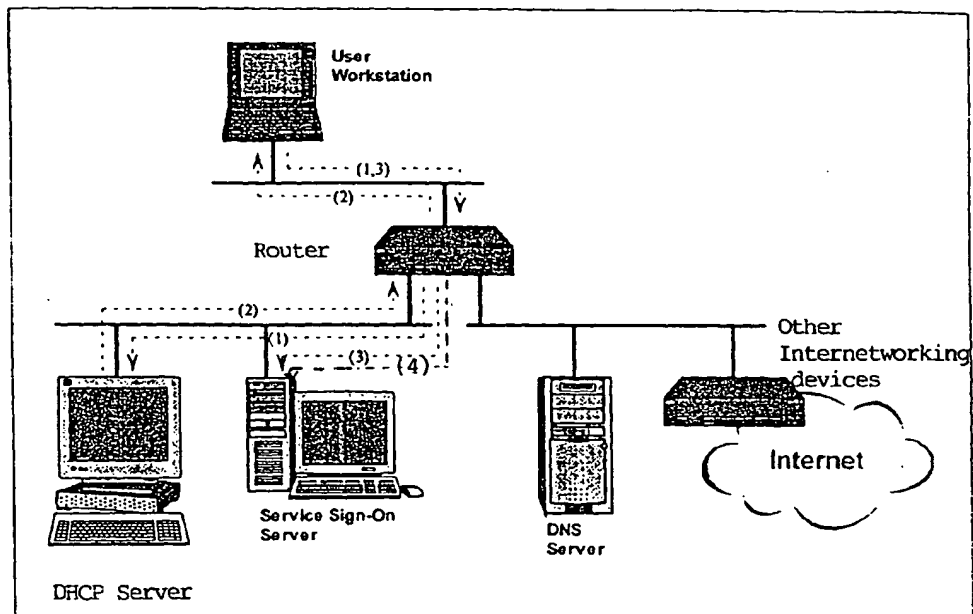 User
Workstation
(1,3)
(2)
Router
(2)
(1)
(3)
(4)
Other
Internetworking
devices
Internet
Service Sign-On
Server
DNS
Server
DHCP Server